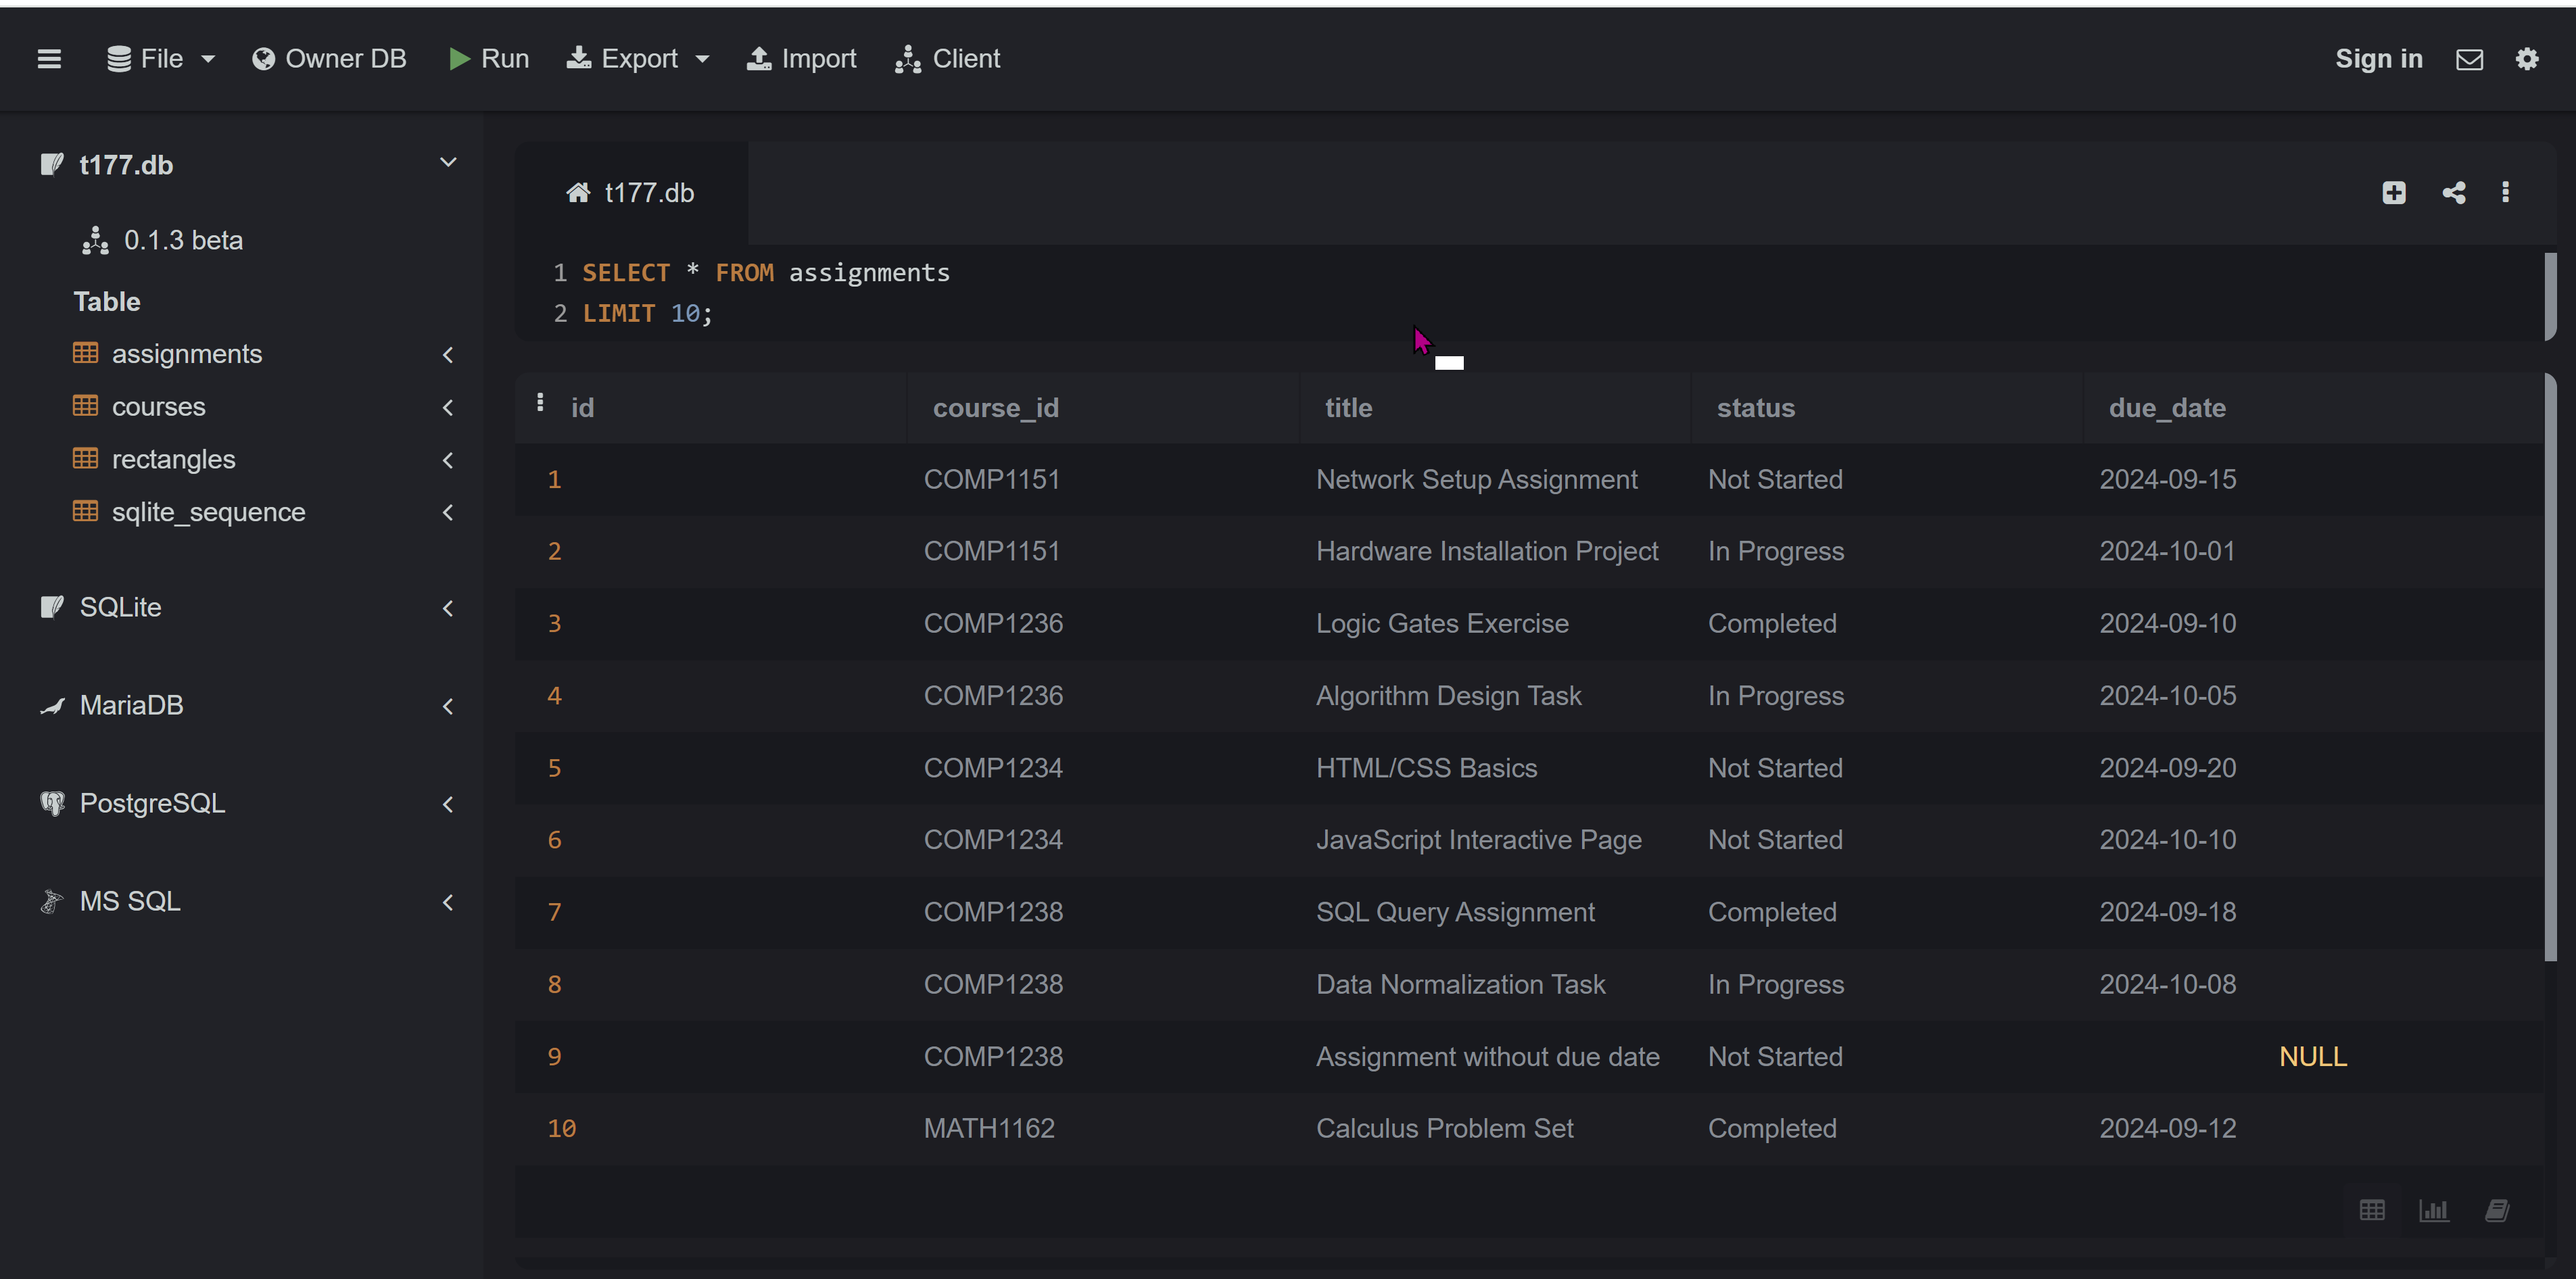 File Owner DB Run Export Import Client Sign in
t177.db
0.1.3 beta
Table
assignments
courses
rectangles
sqlite_sequence
SQLite
MariaDB
PostgreSQL
MS SQL
t177.db
1 SELECT * FROM assignments
2 LIMIT 10;
id course_id title status due_date
1 COMP1151 Network Setup Assignment Not Started 2024-09-15
2 COMP1151 Hardware Installation Project In Progress 2024-10-01
3 COMP1236 Logic Gates Exercise Completed 2024-09-10
4 COMP1236 Algorithm Design Task In Progress 2024-10-05
5 COMP1234 HTML/CSS Basics Not Started 2024-09-20
6 COMP1234 JavaScript Interactive Page Not Started 2024-10-10
7 COMP1238 SQL Query Assignment Completed 2024-09-18
8 COMP1238 Data Normalization Task In Progress 2024-10-08
9 COMP1238 Assignment without due date Not Started NULL
10 MATH1162 Calculus Problem Set Completed 2024-09-12